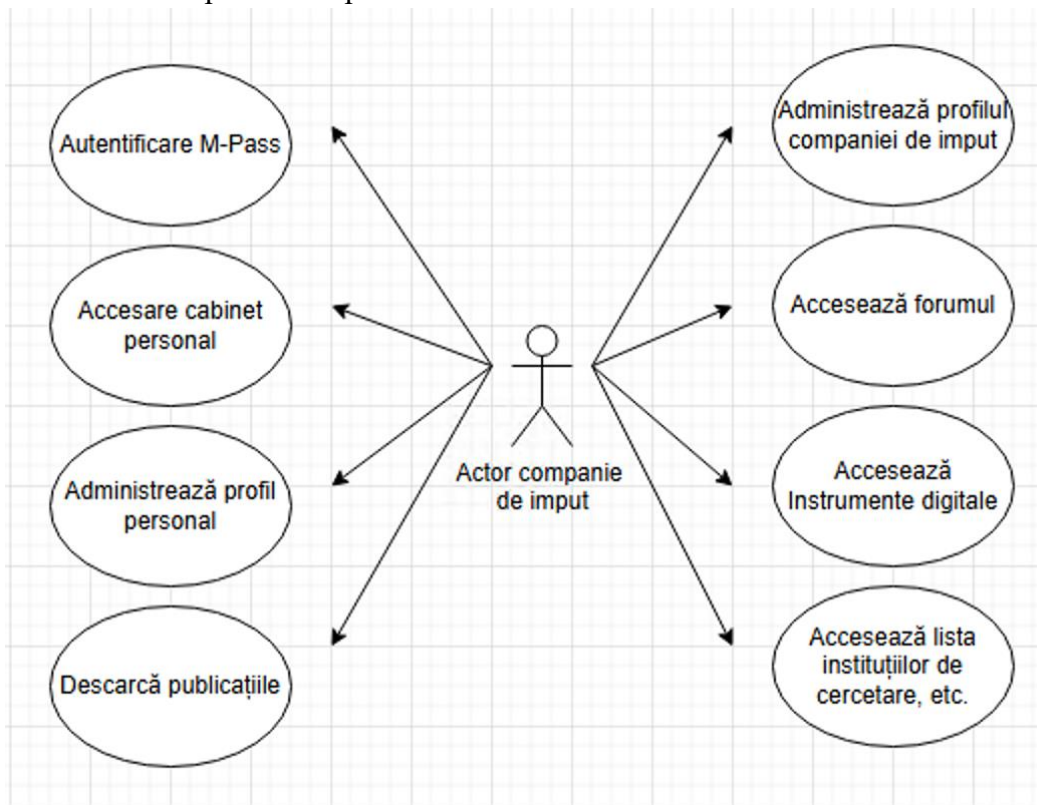 Autentificare M-Pass
Accesare cabinet
personal
Administrează profil
personal
Descarcă publicațiile
Actor companie
de imput
Administrează profilul
companiei de imput
Accesează forumul
Accesează
Instrumente digitale
Accesează lista
instituțiilor de
cercetare, etc.